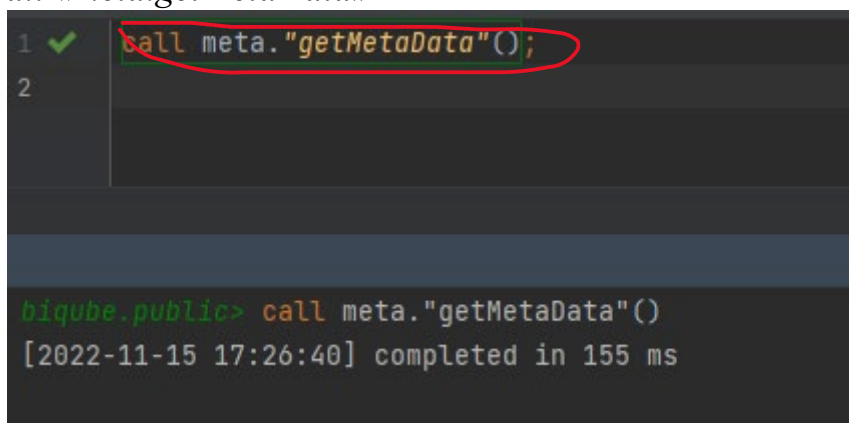 1 call meta."getMetaData"();
2
biqube.public> call meta."getMetaData"()
[2022-11-15 17:26:40] completed in 155 ms